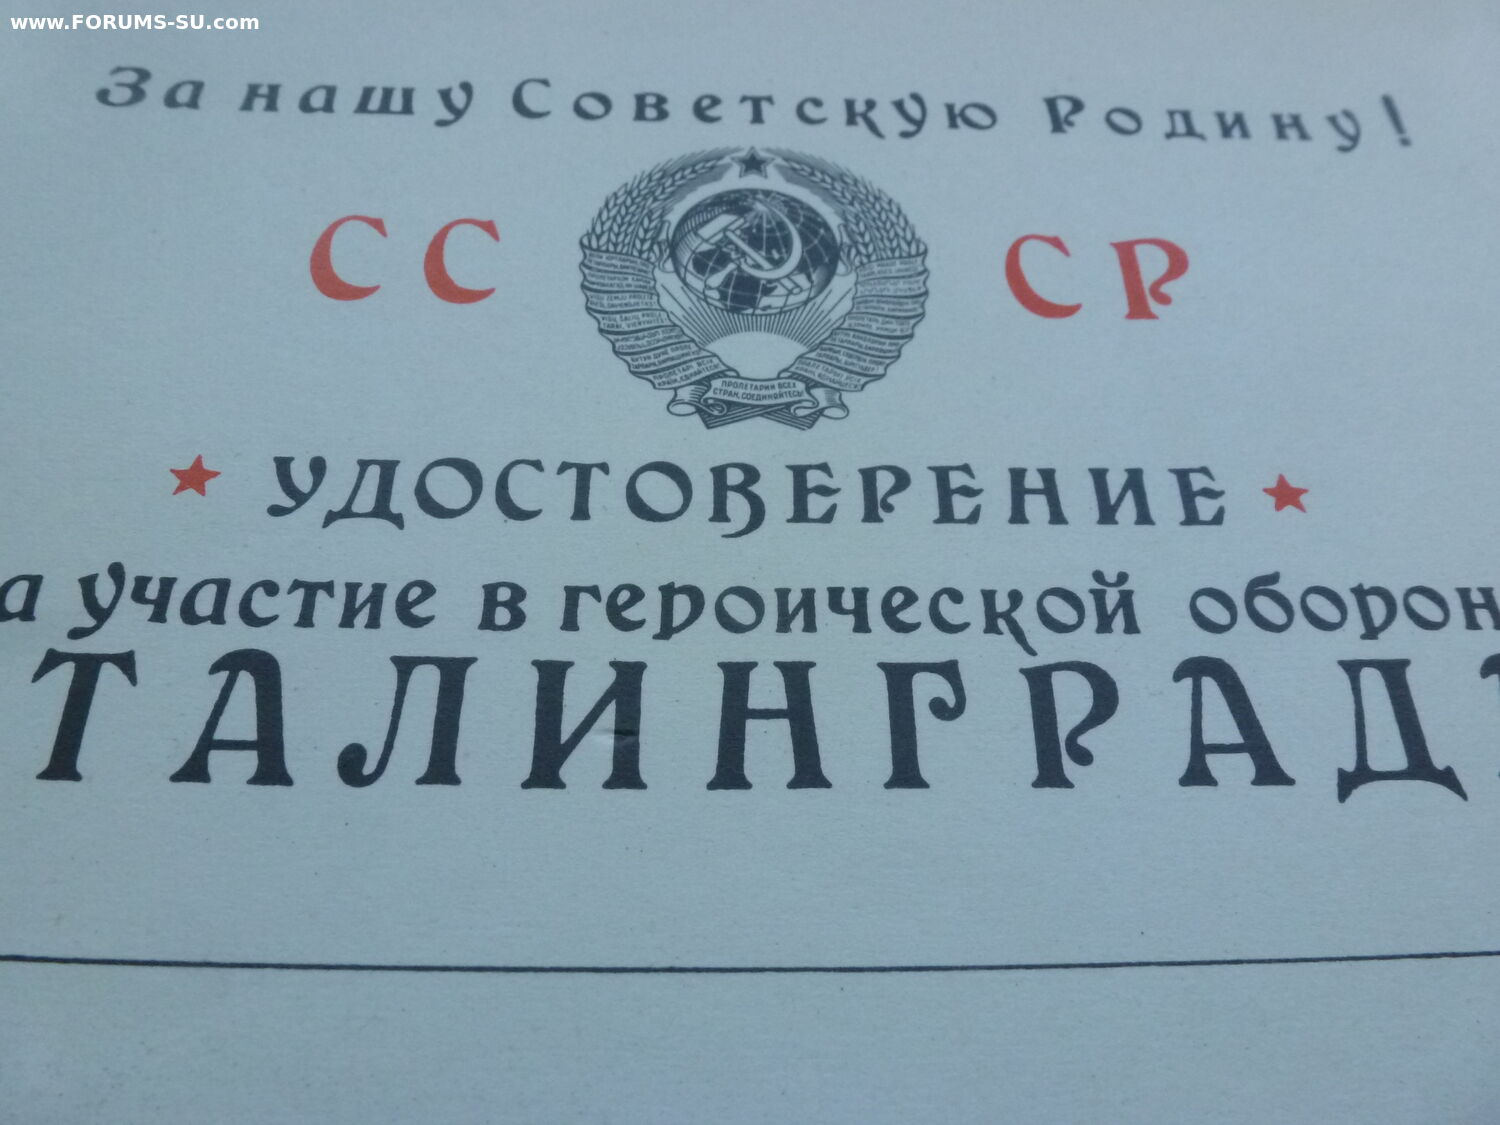 www.FORUMS-SU.com
За нашу Советскую Родину!
СС СР
ПРОЛЕТАРИИ ВСЕХ
СТРАН, СОЕДИНЯЙТЕСЬ!
УДОСТОВЕРЕНИЕ
а участие в героической оборон
ТАЛИНГРАД